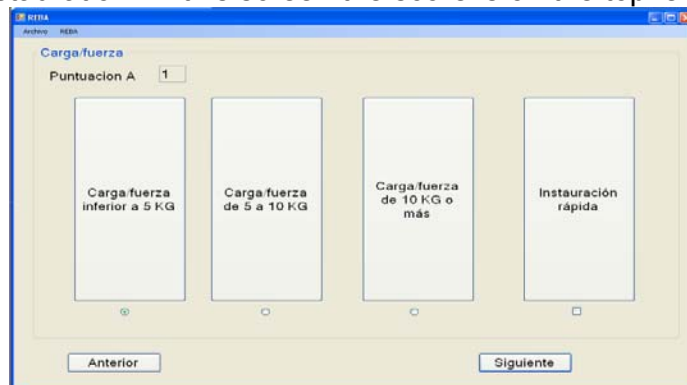 REBA
Archivo REBA
Carga/fuerza
Puntuacion A 1
Carga/fuerza
inferior a 5 KG
Carga/fuerza
de 5 a 10 KG
Carga/fuerza
de 10 KG o
más
Instauración
rápida
Anterior
Siguiente